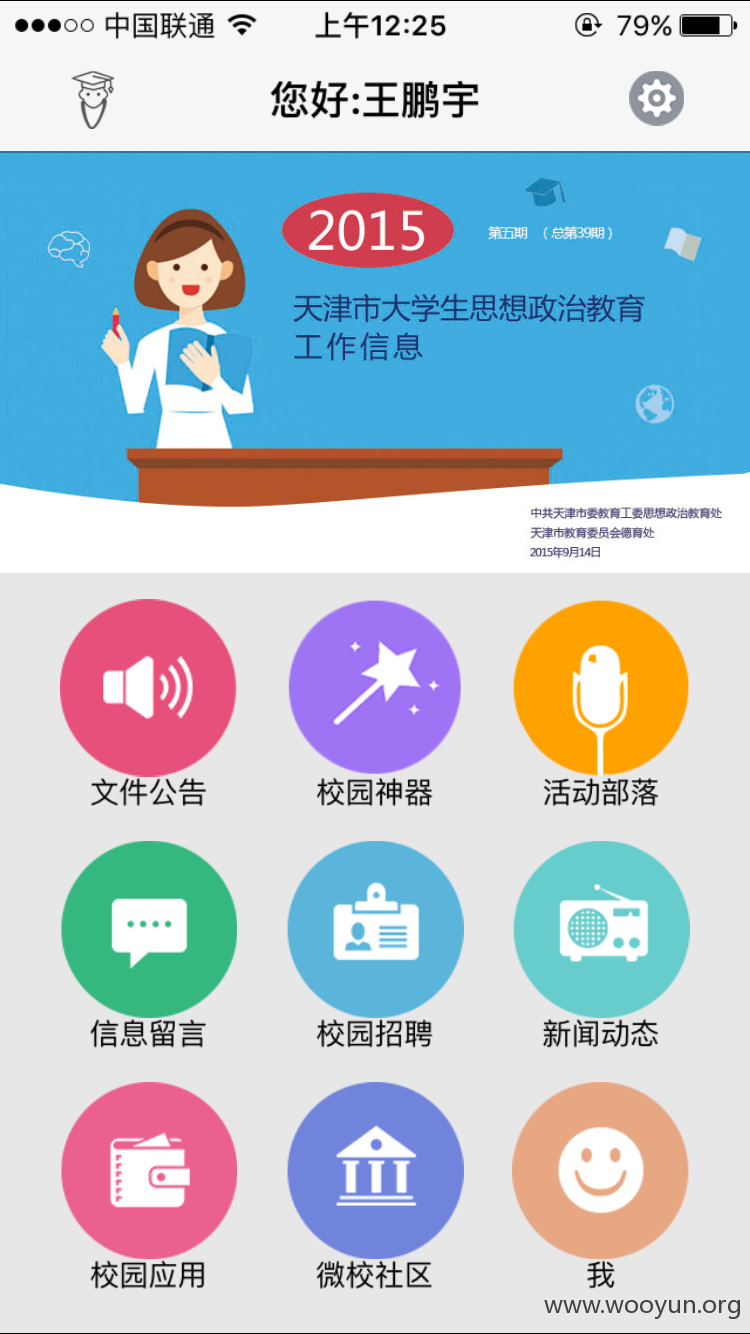 中国联通 上午12:25 79%
您好:王鹏宇
2015 第五期 （总第39期）
天津市大学生思想政治教育
工作信息
中共天津市委教育工委思想政治教育处
天津市教育委员会德育处
2015年9月14日
文件公告 校园神器 活动部落
信息留言 校园招聘 新闻动态
校园应用 微校社区 我
www.wooyun.org